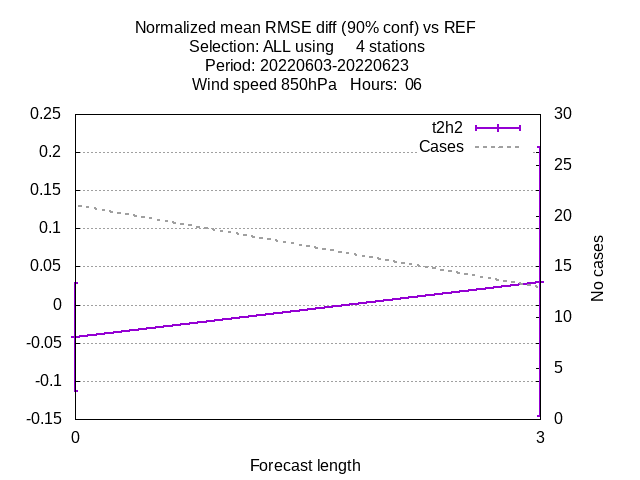 Normalized mean RMSE diff (90% conf) vs REF
Selection: ALL using     4 stations
Period: 20220603-20220623
Wind speed 850hPa   Hours:  06
t2h2
Cases
0.25
0.2
0.15
0.1
0.05
0
-0.05
-0.1
-0.15
30
25
20
15
10
5
0
No cases
0
3
Forecast length